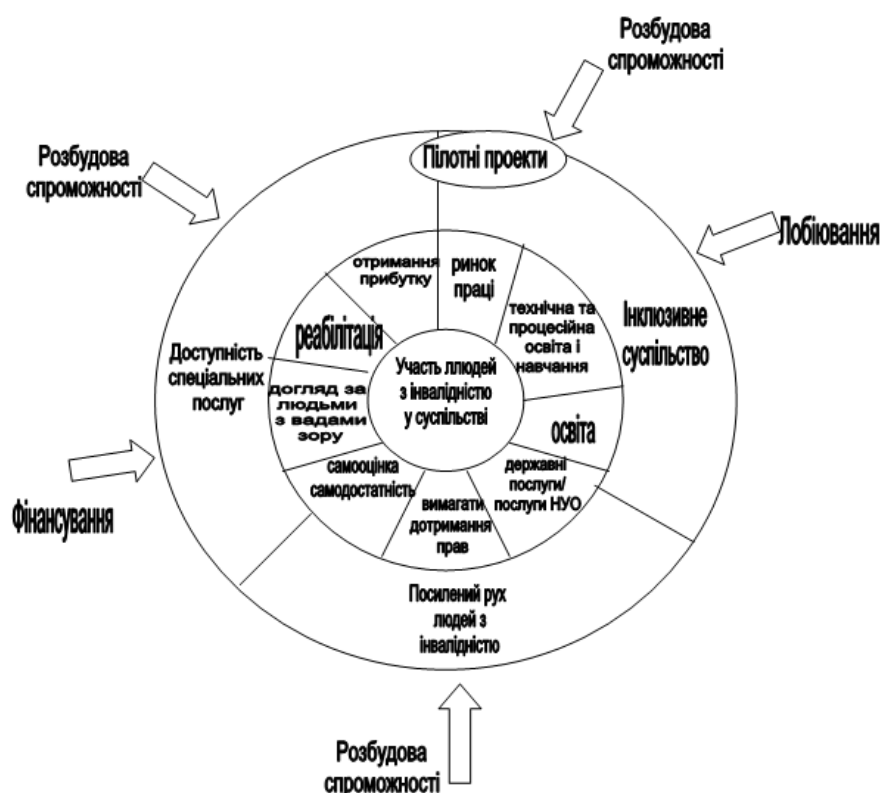 Розбудова
спроможності
Пілотні проекти
Розбудова
спроможності
Лобіювання
отримання
прибутку
ринок
праці
технічна та
процесійна
освіта і
навчання
Інклюзивне
суспільство
реабілітація
Доступність
спеціальних
послуг
Участь ллюдей
з інвалідністю
у суспільстві
догляд за
людьми
з вадами
зору
освіта
самооцінка
самодостатність
державні
послуги/
послуги НУО
вимагати
дотримання
прав
Фінансування
Посилений рух
людей з
інвалідністю
Розбудова
спроможності